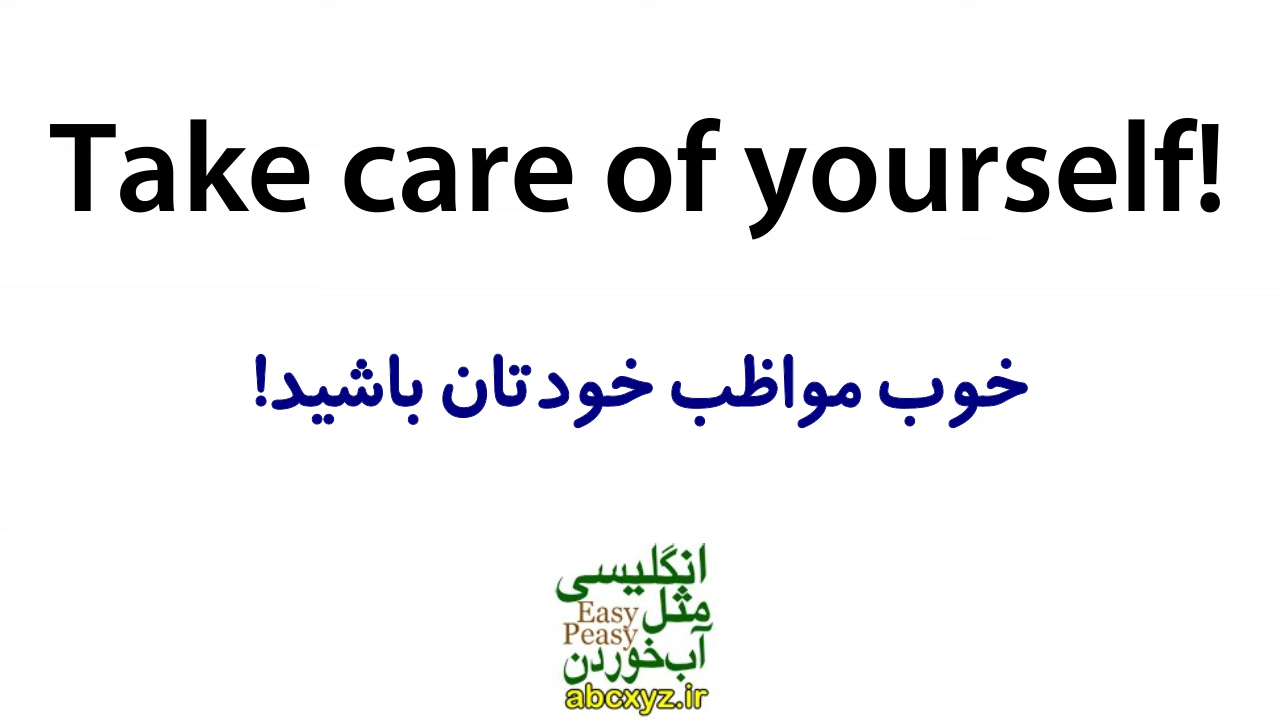 Take care of yourself!
خوب مواظب خودتان باشید!
انگلیسی
مثل Easy
Peasy
آب خوردن
abcxyz.ir